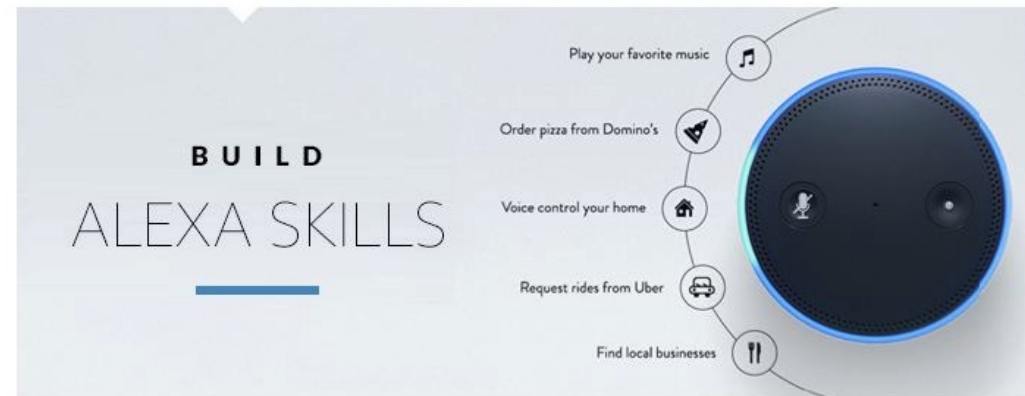 BUILD
ALEXA SKILLS
Play your favorite music
Order pizza from Domino's
Voice control your home
Request rides from Uber
Find local businesses